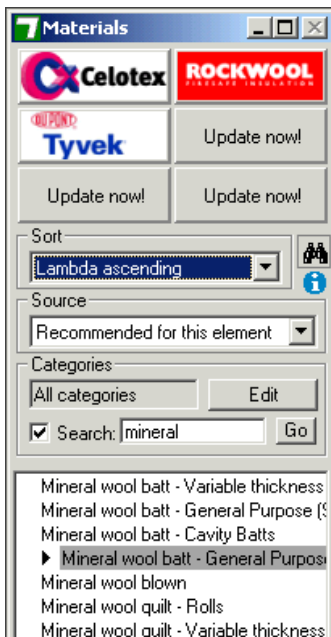 Materials
Celotex
ROCKWOOL
FIRESAFE INSULATION
DUPONT
Tyvek
Update now!
Update now!
Update now!
Sort
Lambda ascending
Source
Recommended for this element
Categories
All categories
Edit
Search: mineral
Go
Mineral wool batt - Variable thickness
Mineral wool batt - General Purpose (S
Mineral wool batt - Cavity Batts
Mineral wool batt - General Purpos
Mineral wool blown
Mineral wool quilt - Rolls
Mineral wool quilt - Variable thickness